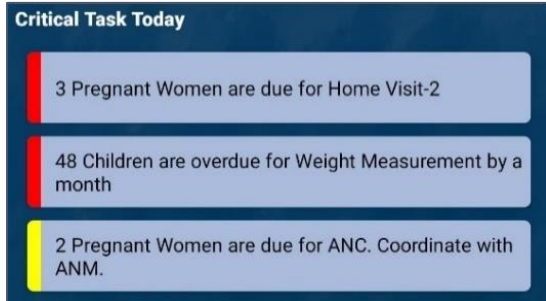 Critical Task Today
3 Pregnant Women are due for Home Visit-2
48 Children are overdue for Weight Measurement by a
month
2 Pregnant Women are due for ANC. Coordinate with
ANM.